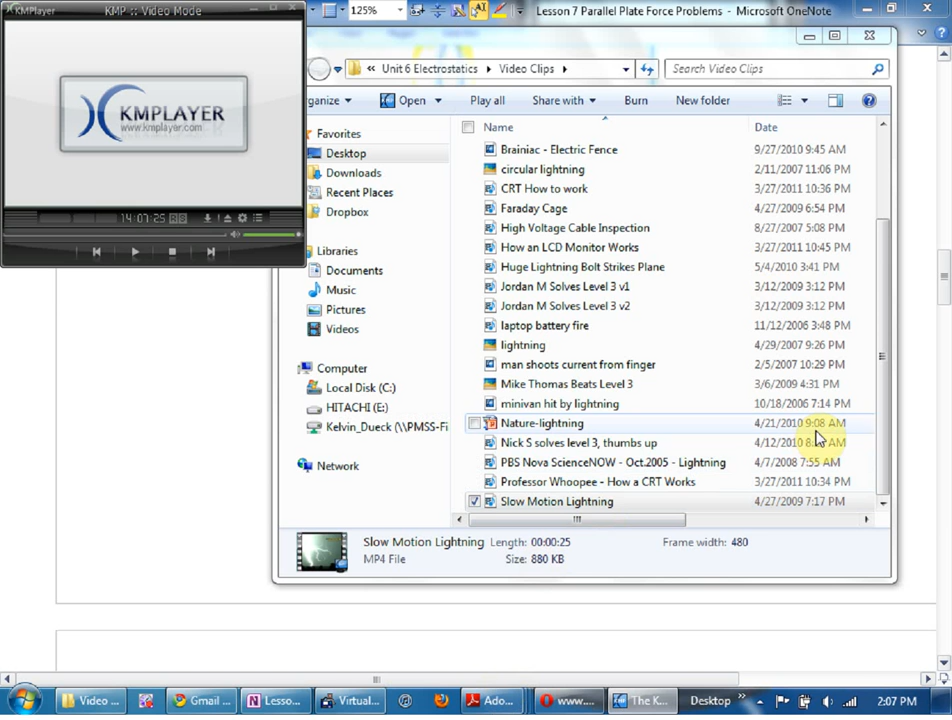 KMPlayer
KMP :: Video Mode
125%
Lesson 7 Parallel Plate Force Problems - Microsoft OneNote
KMPLAYER
www.kmplayer.com
14:07:25
« Unit 6 Electrostatics Video Clips
Search Video Clips
rganize Open Play all Share with Burn New folder
Favorites
Desktop
Downloads
Recent Places
Dropbox
Libraries
Documents
Music
Pictures
Videos
Computer
Local Disk (C:)
HITACHI (E:)
Kelvin_Dueck (\\PMSS-Fi
Network
Name Date
Brainiac - Electric Fence 9/27/2010 9:45 AM
circular lightning 2/11/2007 11:06 PM
CRT How to work 3/27/2011 10:36 PM
Faraday Cage 4/27/2009 6:54 PM
High Voltage Cable Inspection 8/27/2007 5:08 PM
How an LCD Monitor Works 3/27/2011 10:45 PM
Huge Lightning Bolt Strikes Plane 5/4/2010 3:41 PM
Jordan M Solves Level 3 v1 3/12/2009 3:12 PM
Jordan M Solves Level 3 v2 3/12/2009 3:12 PM
laptop battery fire 11/12/2006 3:48 PM
lightning 4/29/2007 9:26 PM
man shoots current from finger 2/5/2007 10:29 PM
Mike Thomas Beats Level 3 3/6/2009 4:31 PM
minivan hit by lightning 10/18/2006 7:14 PM
Nature-lightning 4/21/2010 9:08 AM
Nick S solves level 3, thumbs up 4/12/2010 AM
PBS Nova ScienceNOW - Oct.2005 - Lightning 4/7/2008 7:55 AM
Professor Whoopee - How a CRT Works 3/27/2011 10:34 PM
Slow Motion Lightning 4/27/2009 7:17 PM
Slow Motion Lightning Length: 00:00:25 Frame width: 480
MP4 File Size: 880 KB
Video ... Gmail ... Lesso... Virtual... Ado... www.... The K... Desktop » 2:07 PM